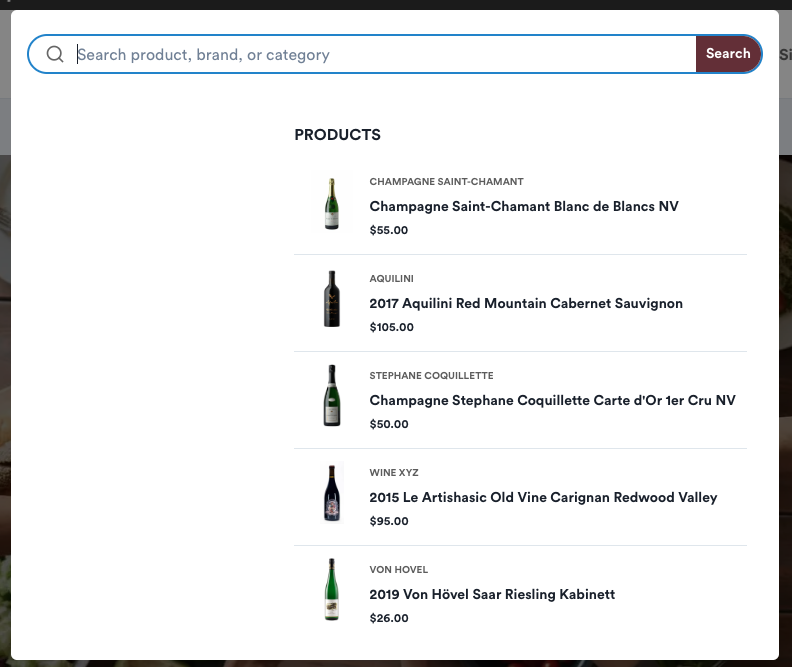 Search product, brand, or category
Search
Si
PRODUCTS
CHAMPAGNE SAINT-CHAMANT
Champagne Saint-Chamant Blanc de Blancs NV
$55.00
AQUILINI
2017 Aquilini Red Mountain Cabernet Sauvignon
$105.00
STEPHANE COQUILLETTE
Champagne Stephane Coquillette Carte d'Or 1er Cru NV
$50.00
WINE XYZ
2015 Le Artishasic Old Vine Carignan Redwood Valley
$95.00
VON HOVEL
2019 Von Hövel Saar Riesling Kabinett
$26.00